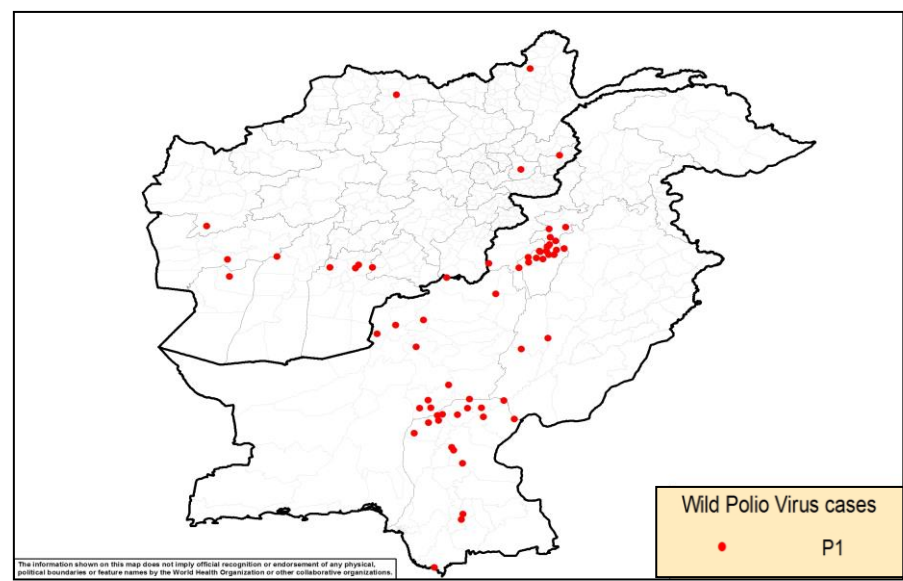 Wild Polio Virus cases
P1
The information shown on this map does not imply official recognition or endorsement of any physical,
political boundaries or feature names by the World Health Organization or other collaborative organizations.